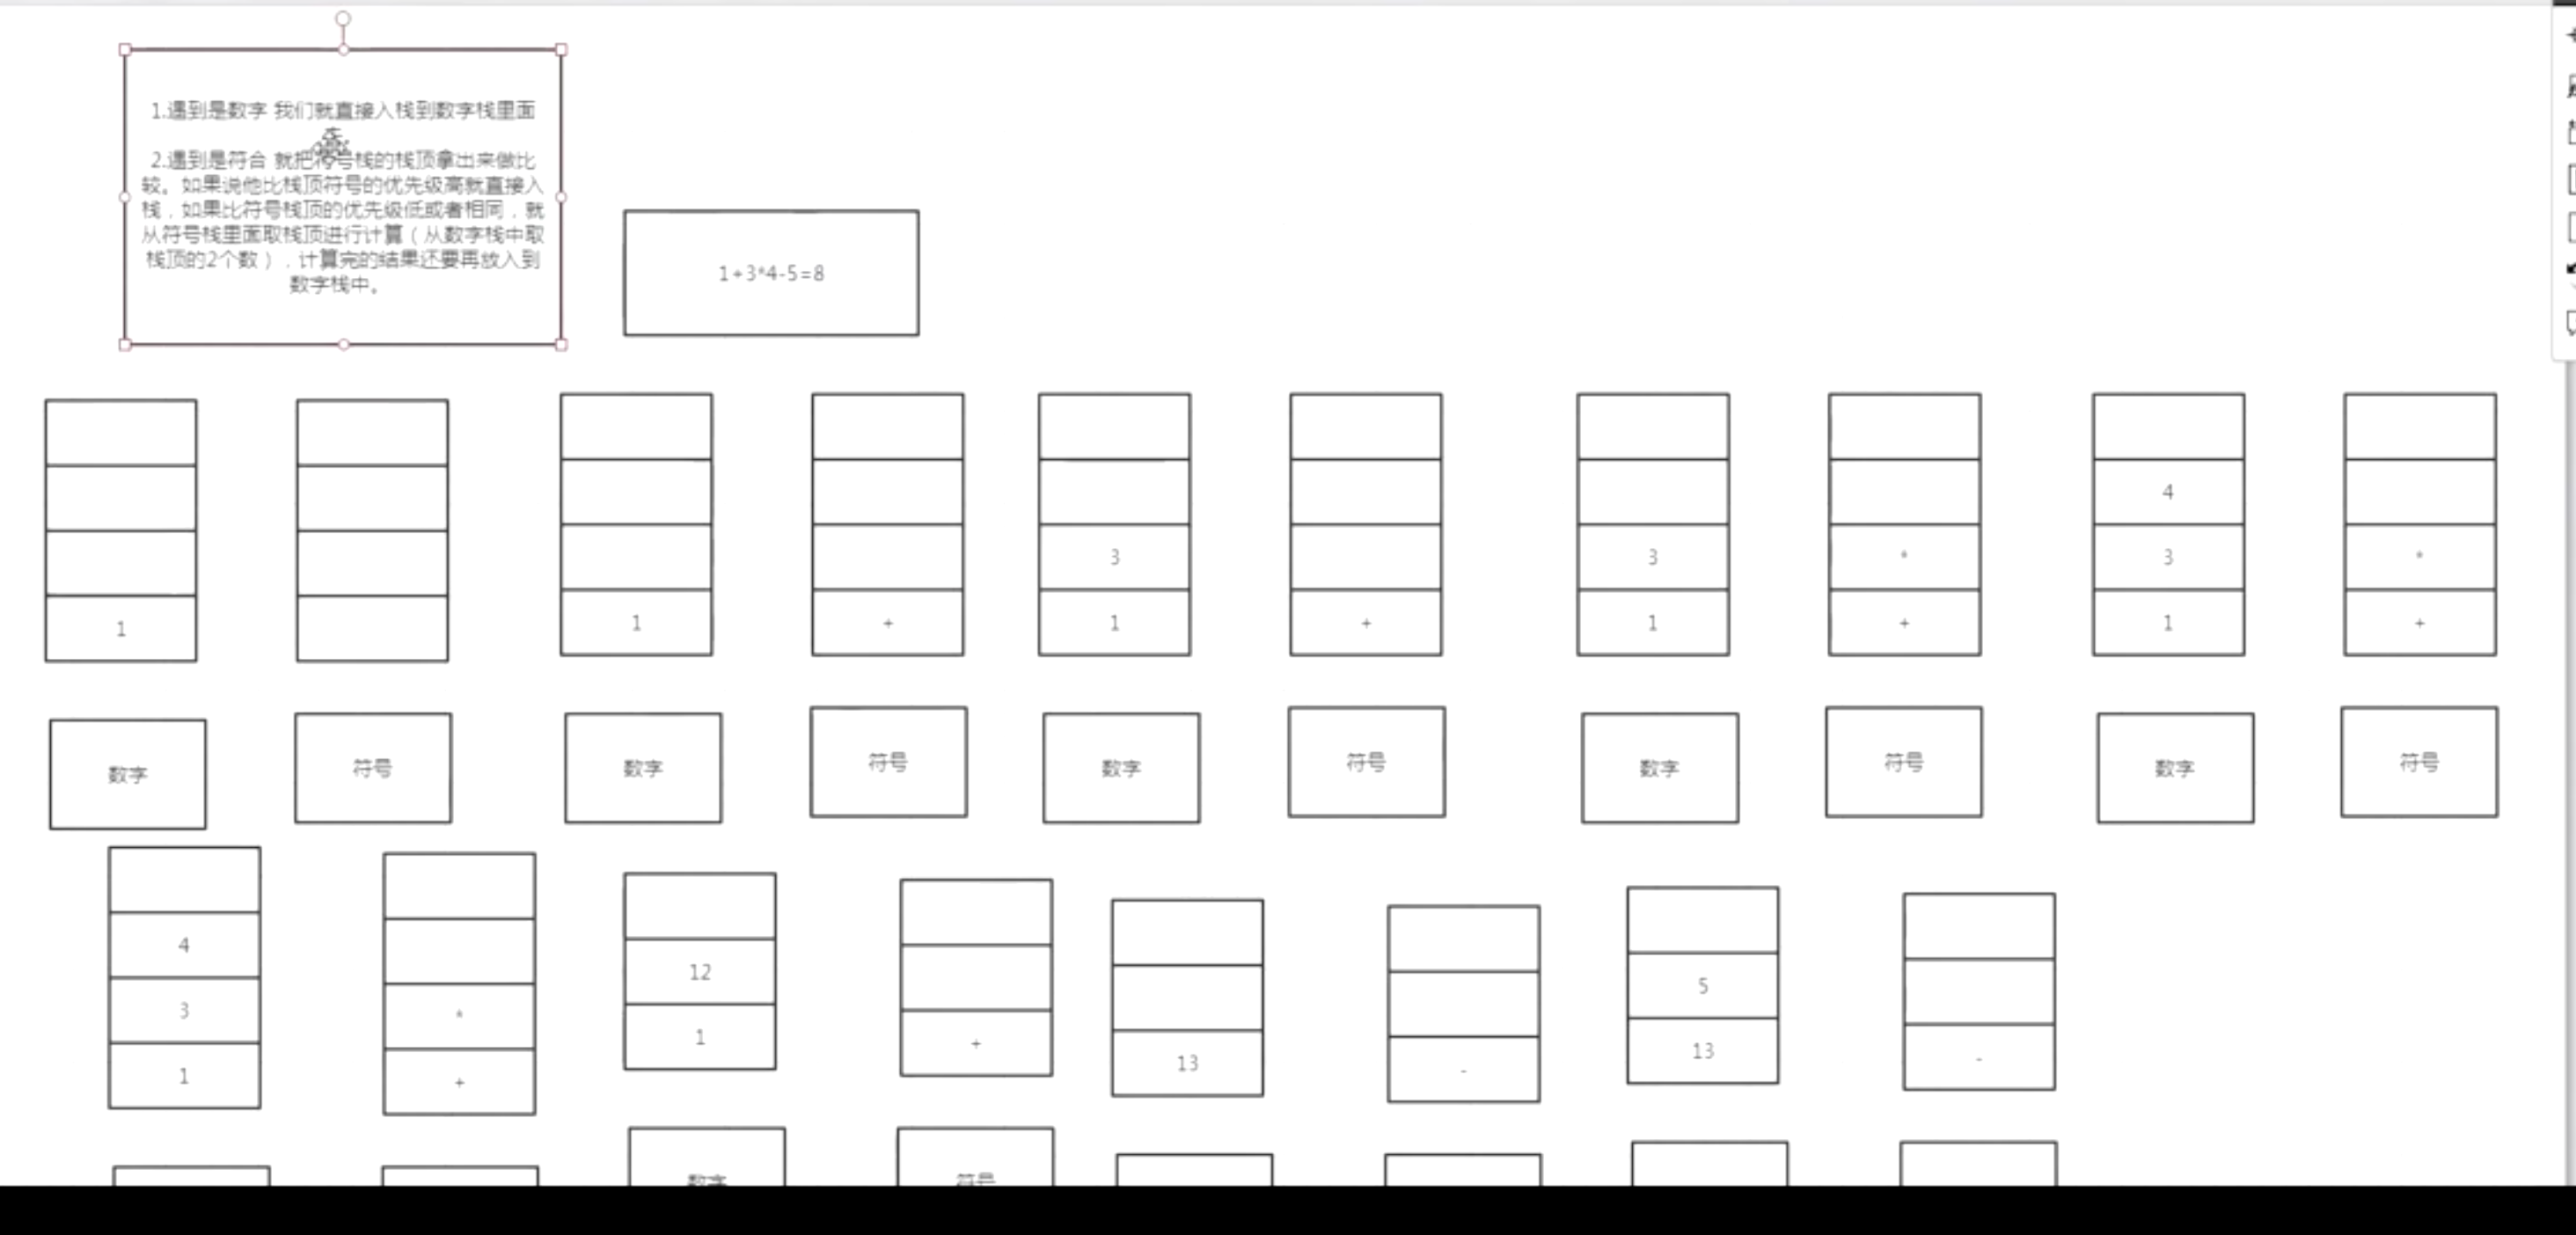 1.遇到是数字 我们就直接入栈到数字栈里面
去
2.遇到是符合 就把符号栈的栈顶拿出来做比
较。如果说他比栈顶符号的优先级高就直接入
栈，如果比符号栈顶的优先级低或者相同，就
从符号栈里面取栈顶进行计算（从数字栈中取
栈顶的2个数），计算完的结果还要再放入到
数字栈中。
1+3*4-5=8
4
3 3 * 3 *
1 1 + 1 + 1 + 1 +
数字 符号 数字 符号 数字 符号 数字 符号 数字 符号
4 12 5
3 * 1 + 13 - 13 -
1 +
数字 符号